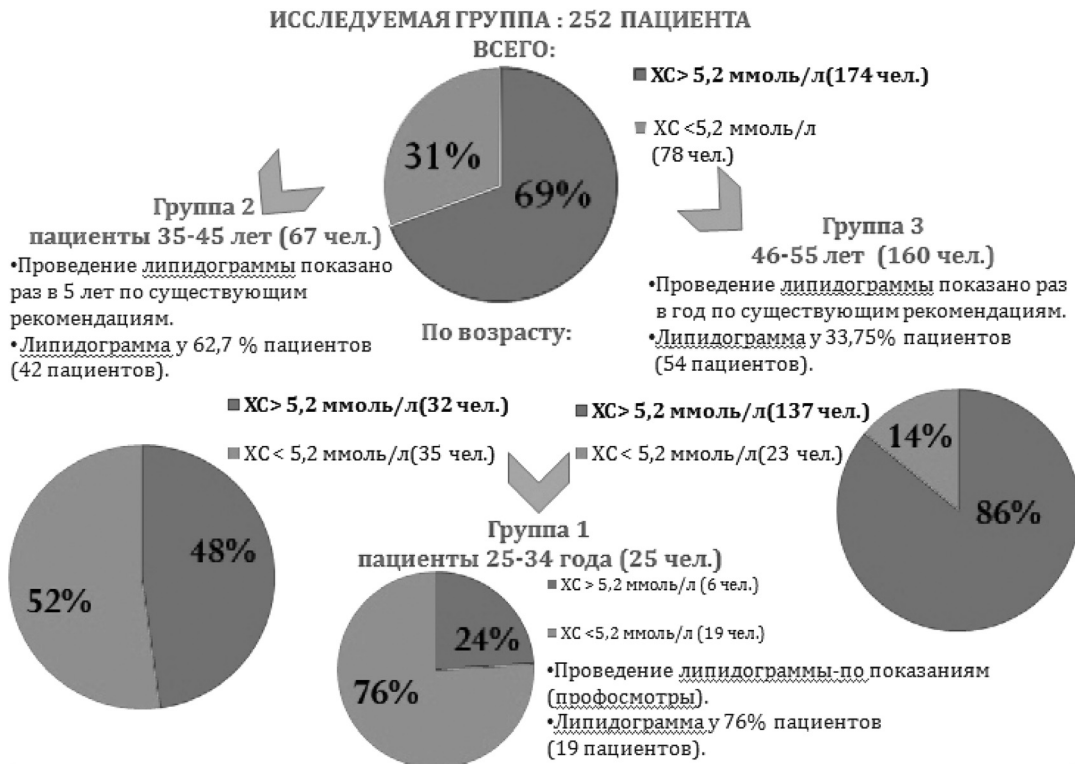 ИССЛЕДУЕМАЯ ГРУППА : 252 ПАЦИЕНТА
ВСЕГО:
ХС> 5,2 ммоль/л(174 чел.)
ХС <5,2 ммоль/л
(78 чел.)
31%
69%
Группа 2
пациенты 35-45 лет (67 чел.)
•Проведение липидограммы показано
раз в 5 лет по существующим
рекомендациям.
•Липидограмма у 62,7 % пациентов
(42 пациентов).
Группа 3
46-55 лет (160 чел.)
•Проведение липидограммы показано раз
в год по существующим рекомендациям.
•Липидограмма у 33,75% пациентов
(54 пациентов).
По возрасту:
ХС> 5,2 ммоль/л(32 чел.)
ХС < 5,2 ммоль/л(35 чел.)
48%
52%
ХС> 5,2 ммоль/л(137 чел.)
ХС < 5,2 ммоль/л(23 чел.)
14%
86%
Группа 1
пациенты 25-34 года (25 чел.)
ХС > 5,2 ммоль/л (6 чел.)
ХС <5,2 ммоль/л (19 чел.)
24%
76%
•Проведение липидограммы-по показаниям
(профосмотры).
•Липидограмма у 76% пациентов
(19 пациентов).